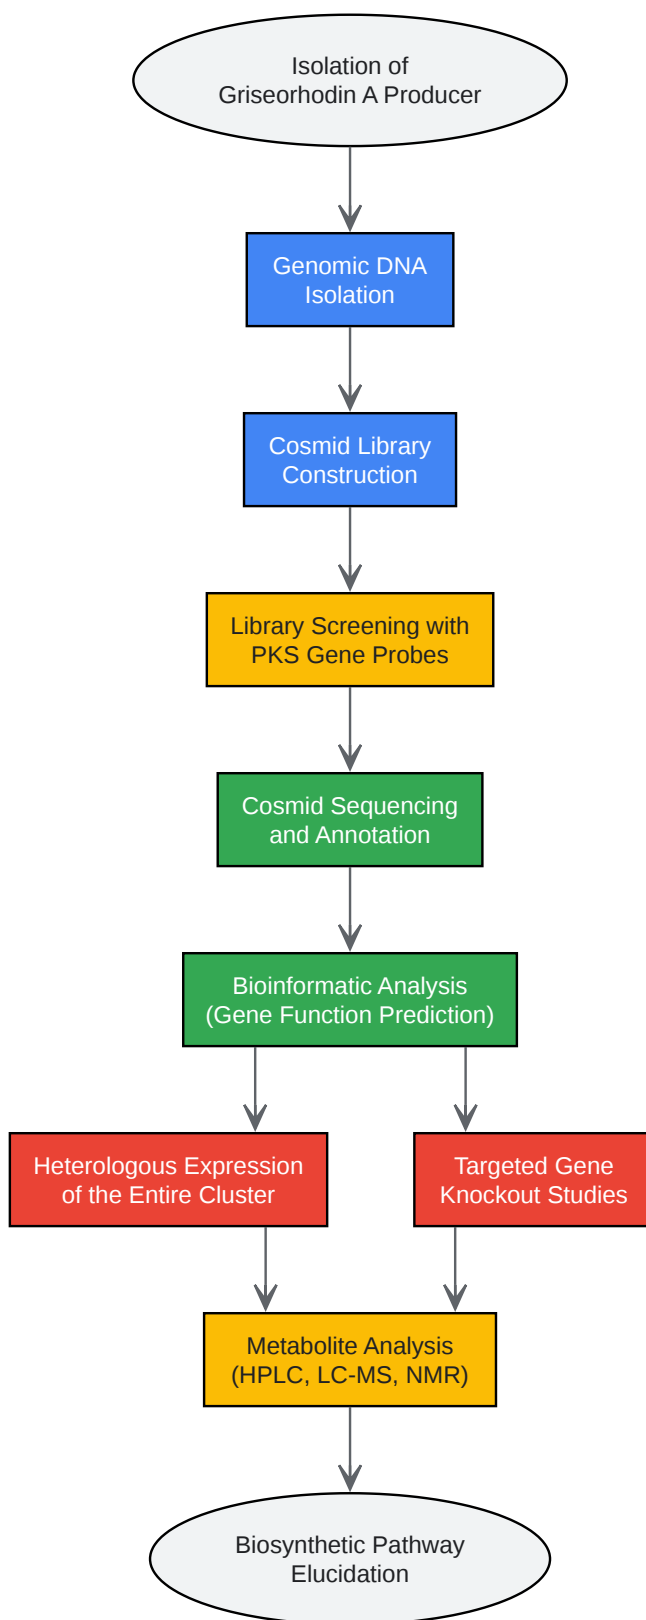 Isolation of
Griseorhodin A Producer
Genomic DNA
Isolation
Cosmid Library
Construction
Library Screening with
PKS Gene Probes
Cosmid Sequencing
and Annotation
Bioinformatic Analysis
(Gene Function Prediction)
Heterologous Expression
of the Entire Cluster
Targeted Gene
Knockout Studies
Metabolite Analysis
(HPLC, LC-MS, NMR)
Biosynthetic Pathway
Elucidation